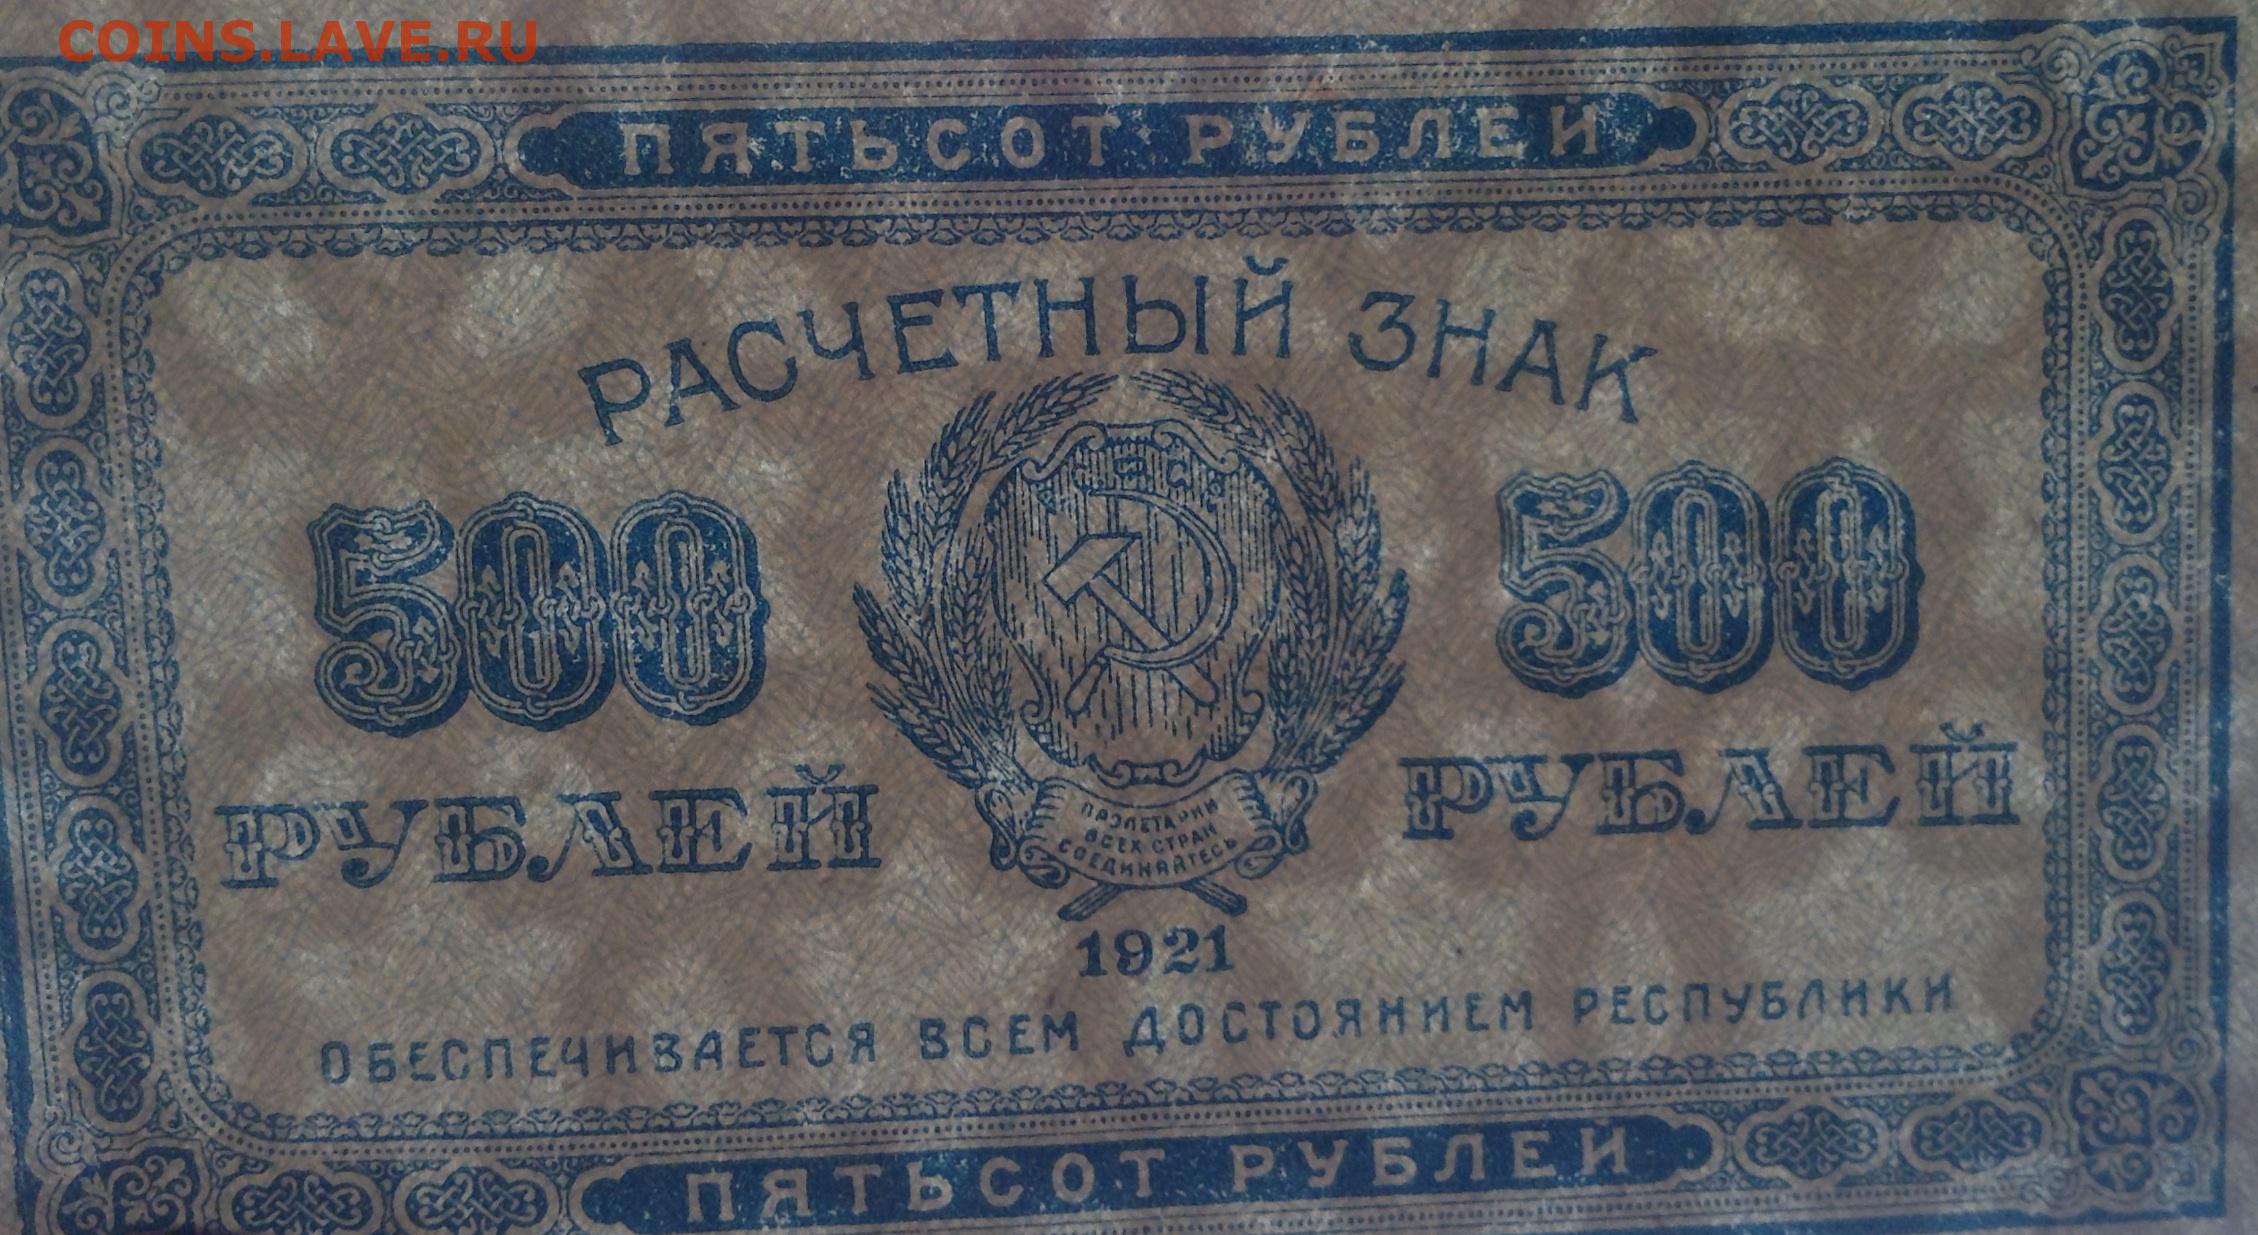 COINS.LAVE.RU
ПЯТЬСОТ РУБЛЕЙ
РАСЧЕТНЫЙ ЗНАК
500 500
РУБЛЕЙ РУБЛЕЙ
ПРОЛЕТАРИИ
ВСЕХ СТРАН
СОЕДИНЯЙТЕСЬ
1921
ОБЕСПЕЧИВАЕТСЯ ВСЕМ ДОСТОЯНИЕМ РЕСПУБЛИКИ
ПЯТЬСОТ РУБЛЕЙ